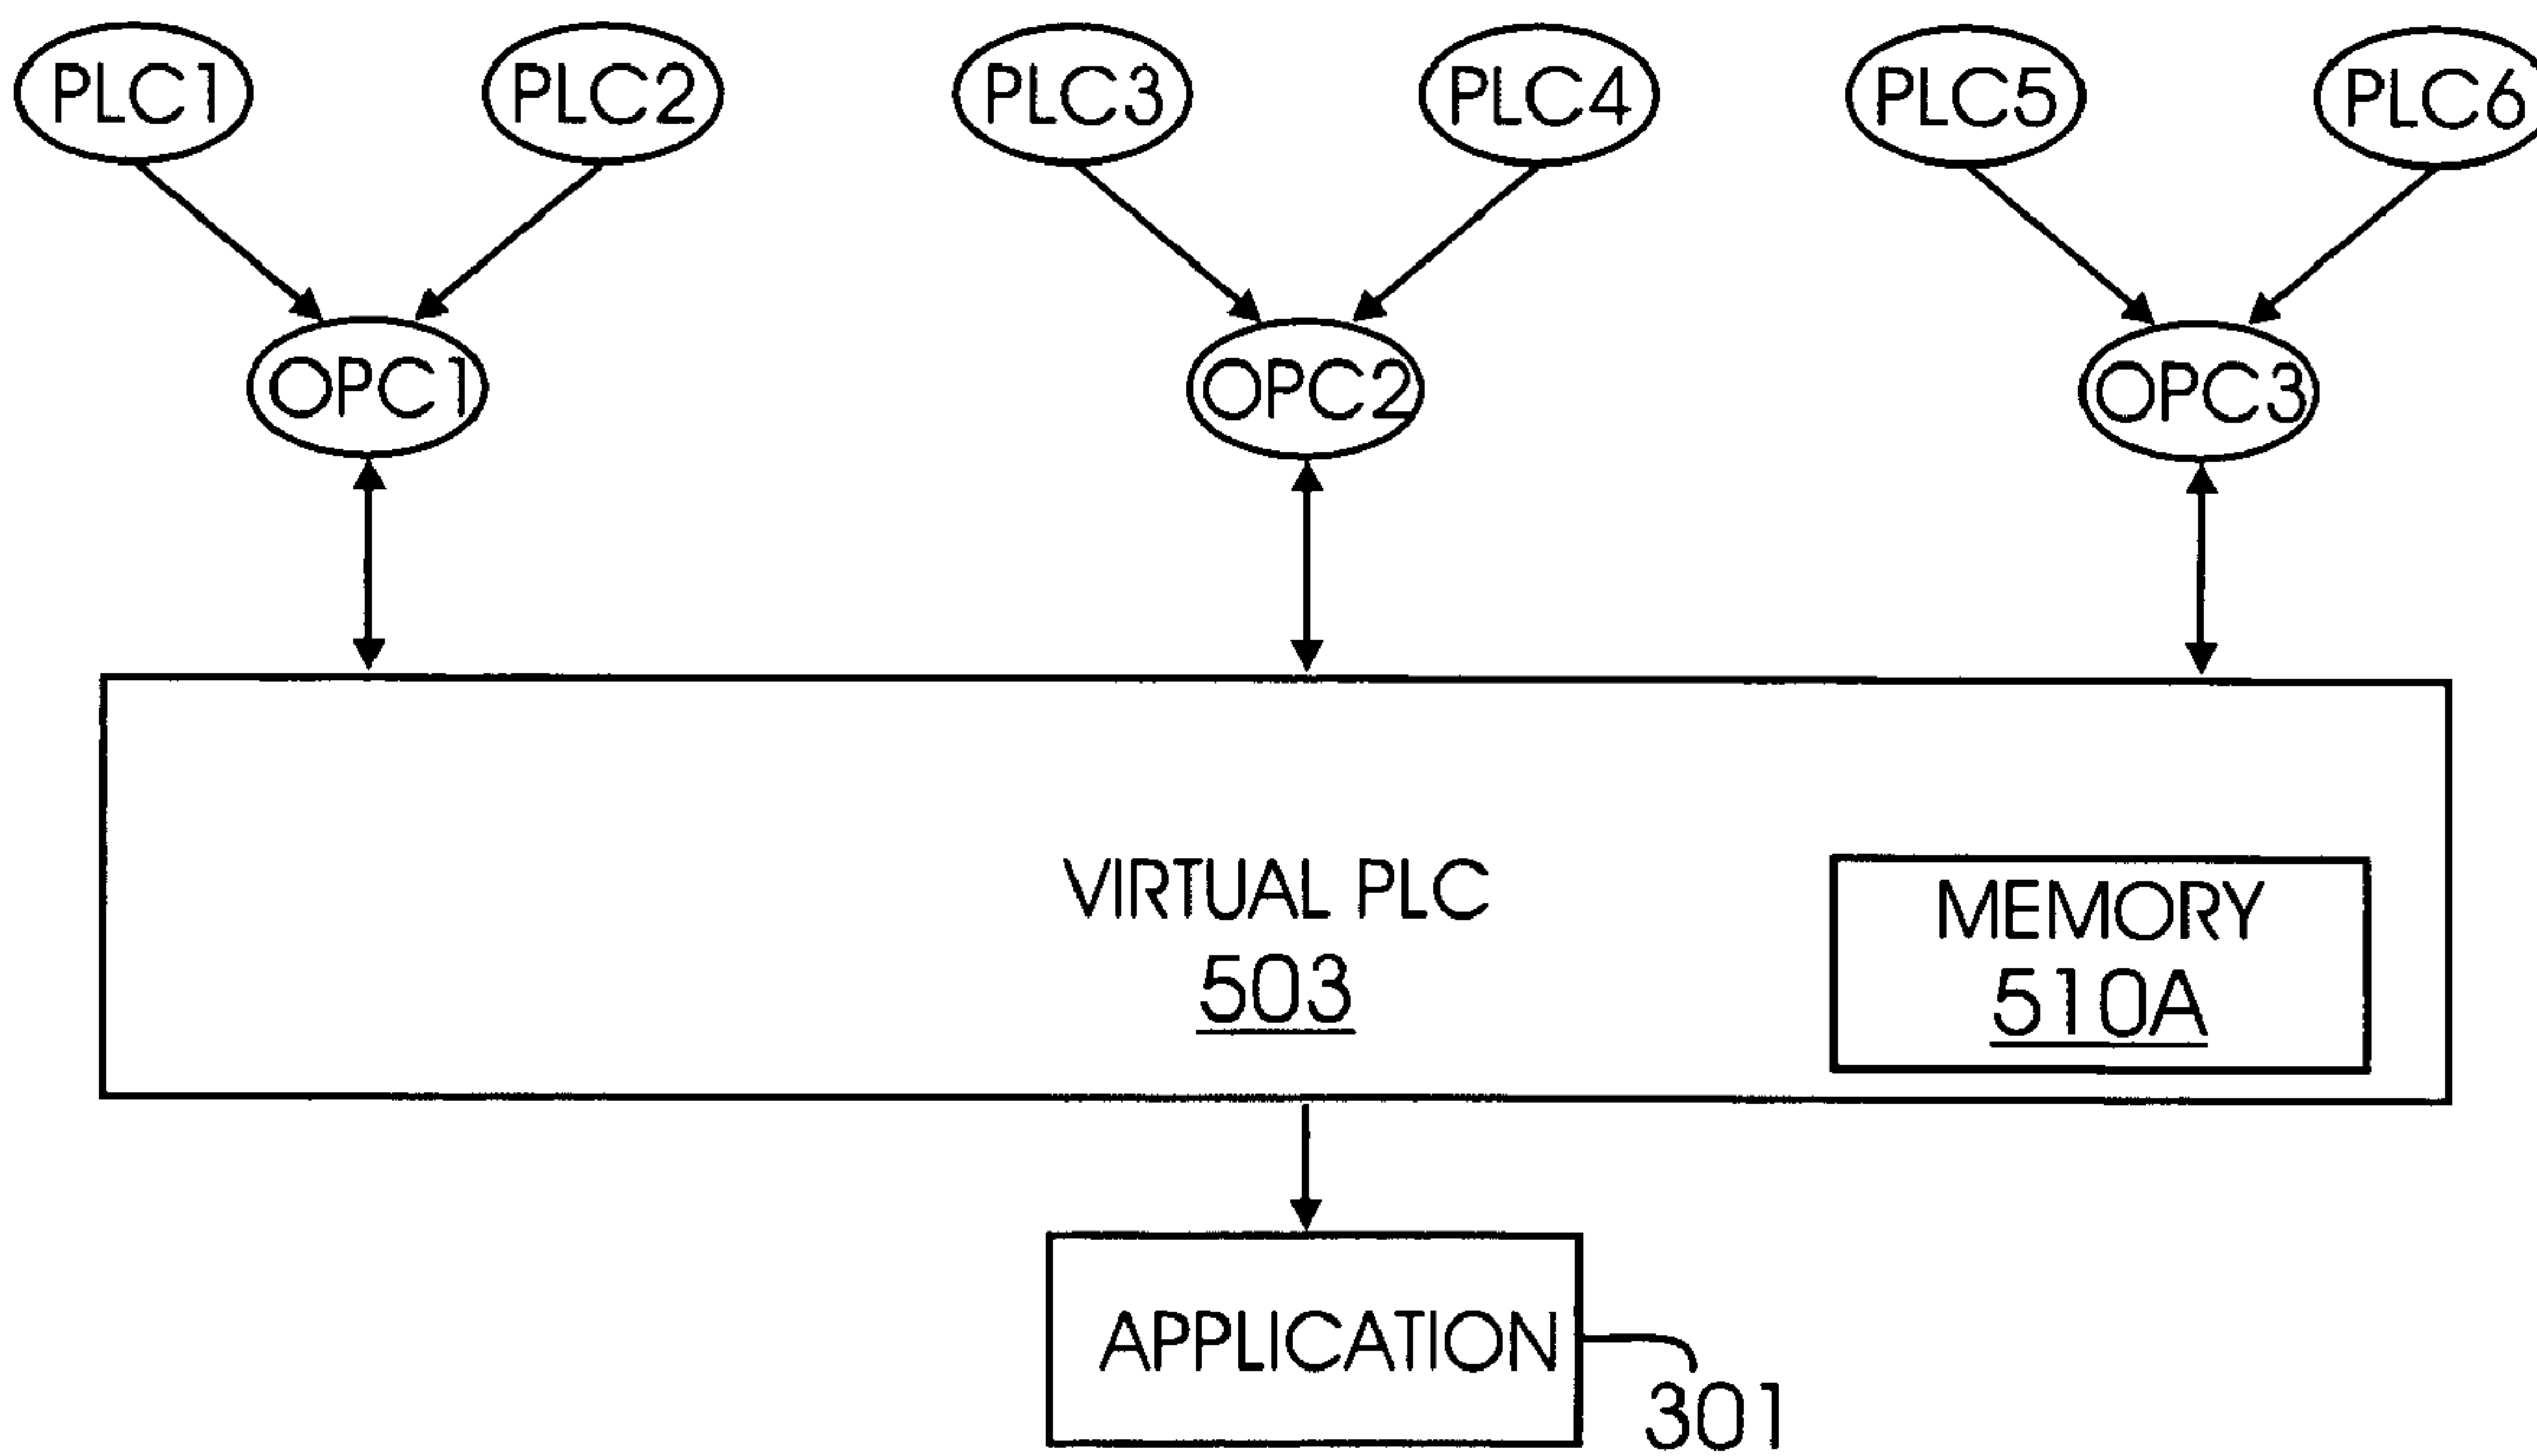 PLC1
PLC2
PLC3
PLC4
PLC5
PLC6
OPC1
OPC2
OPC3
VIRTUAL PLC
503
MEMORY
510A
APPLICATION
301